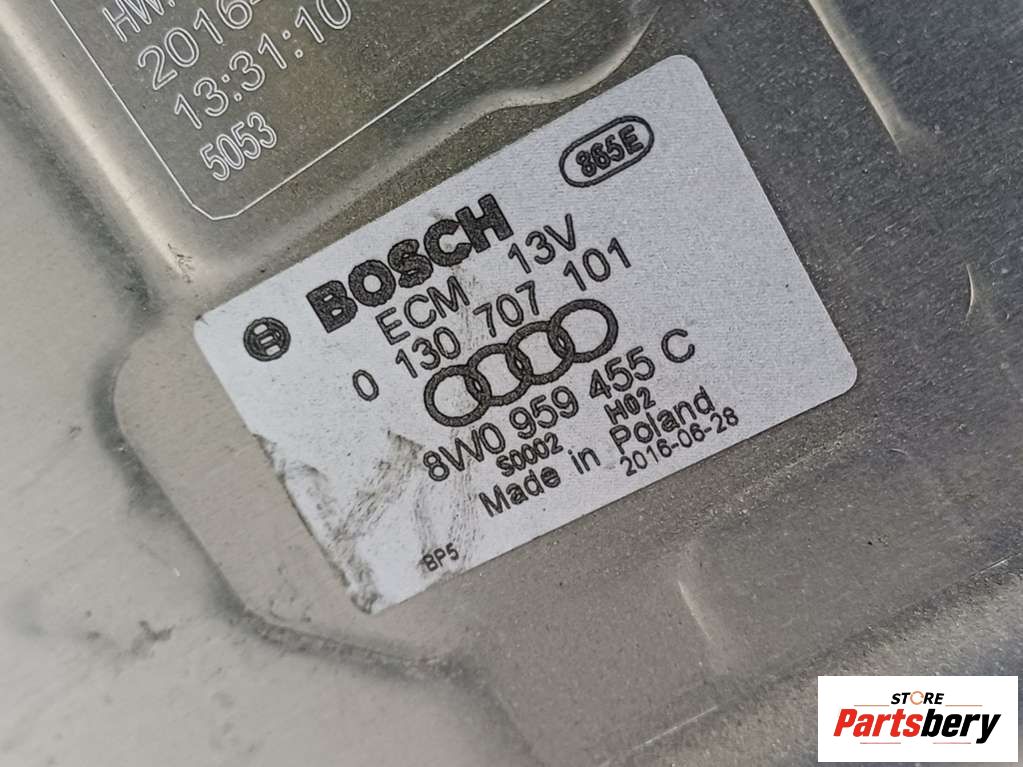 HW
2016-
13:31:10
5053
865E
BOSCH
ECM 13V
0 130 707 101
8W0 959 455 C
S0002 H02
Made in Poland
2016-06-28
BP5
STORE
Partsbery